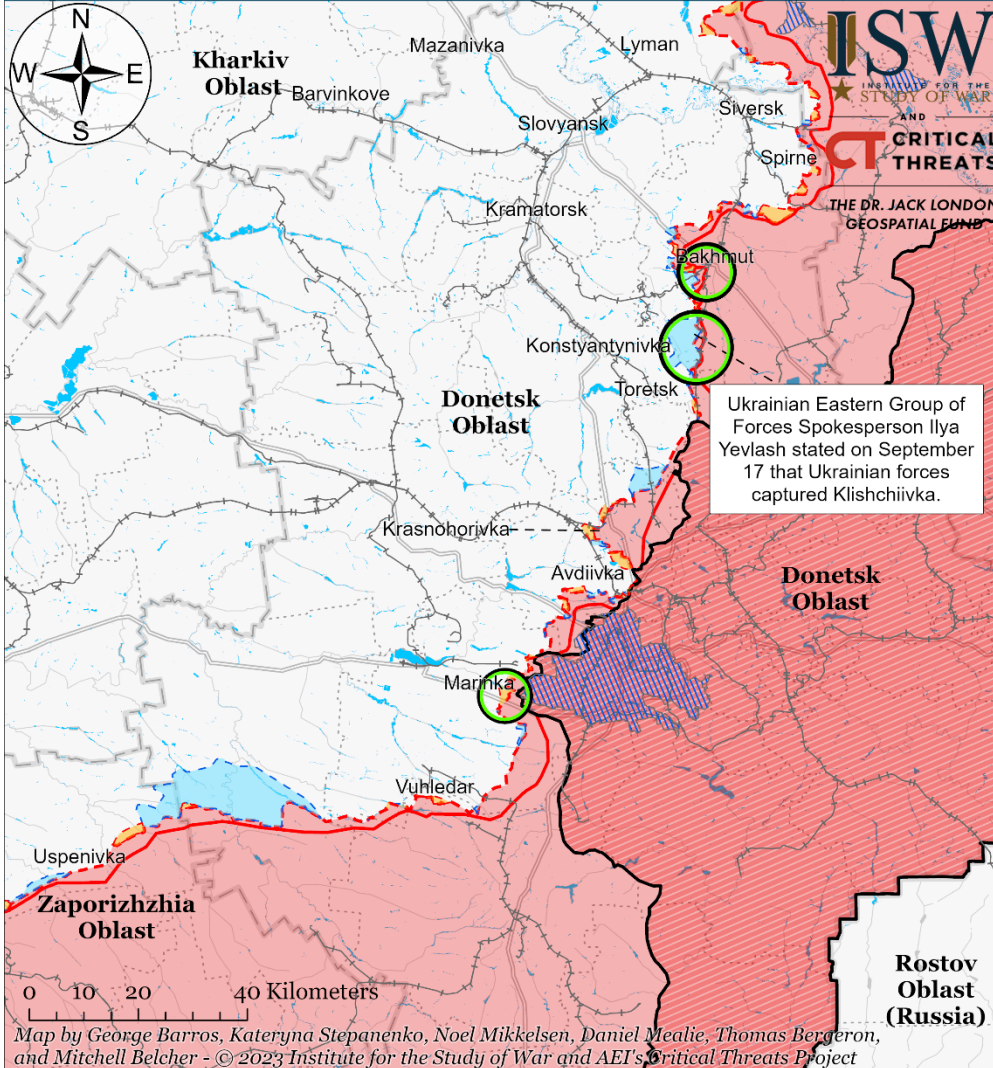 N
W
E
S
Kharkiv
Oblast
Mazanivka
Lyman
Barvinkove
Slovyansk
Siversk
Spirne
ISW
INSTITUTE FOR THE
STUDY OF WAR
AND
CT CRITICAL
THREATS
THE DR. JACK LONDON
GEOSPATIAL FUND
Kramatorsk
Bakhmut
Konstyantynivka
Toretsk
Donetsk
Oblast
Ukrainian Eastern Group of
Forces Spokesperson Ilya
Yevlash stated on September
17 that Ukrainian forces
captured Klishchiivka.
Krasnohorivka
Avdiivka
Donetsk
Oblast
Marinka
Vuhledar
Uspenivka
Zaporizhzhia
Oblast
Rostov
Oblast
(Russia)
0 10 20 40 Kilometers
Map by George Barros, Kateryna Stepanenko, Noel Mikkelsen, Daniel Mealie, Thomas Bergeron,
and Mitchell Belcher - © 2023 Institute for the Study of War and AEI's Critical Threats Project